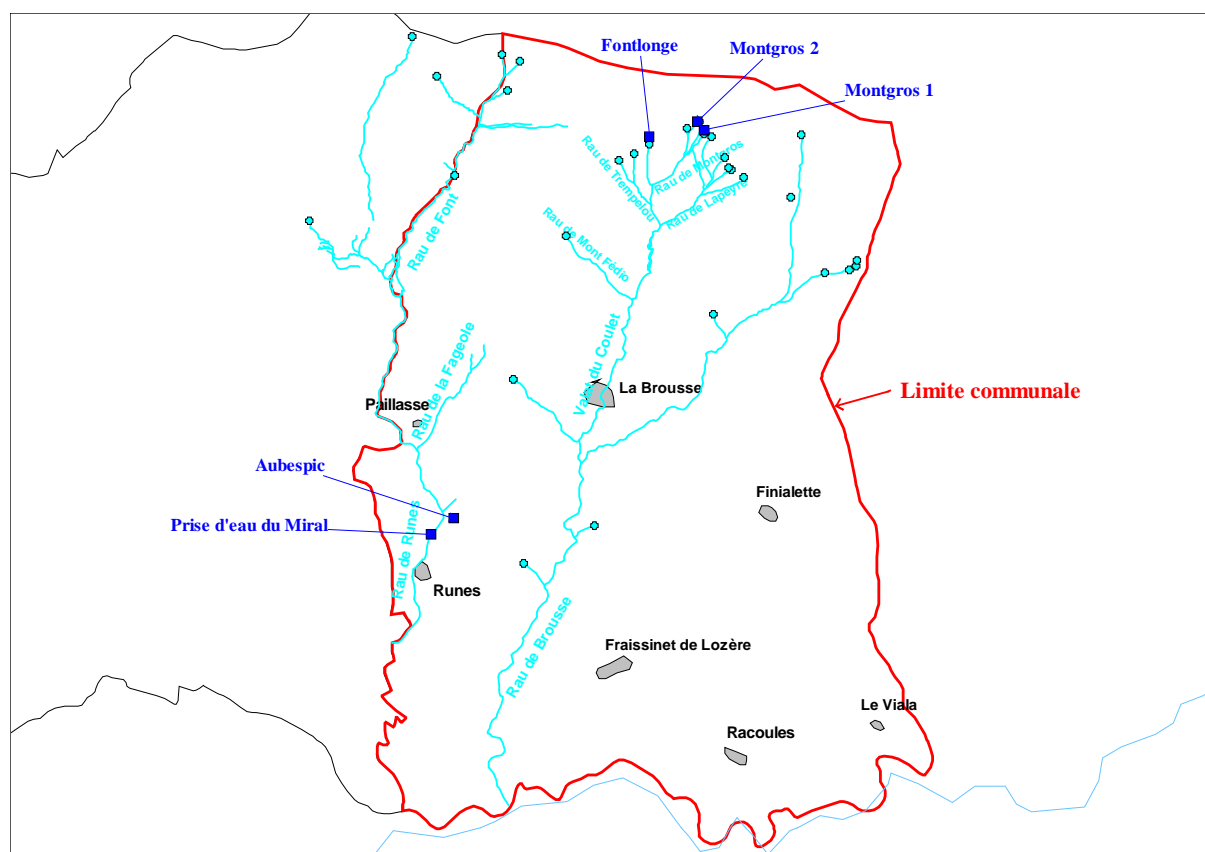 Fontlonge
Montgros 2
Montgros 1
Rau de Trempelou
Rau de Montgros
Rau de Lapeyre
Rau de Font
Rau de Mont Fédio
Rau de la Fageole
Valat du Coulet
La Brousse
Limite communale
Paillasse
Aubespic
Finialette
Prise d'eau du Miral
Rau de Runes
Runes
Rau de Brousse
Fraissinet de Lozère
Le Viala
Racoules